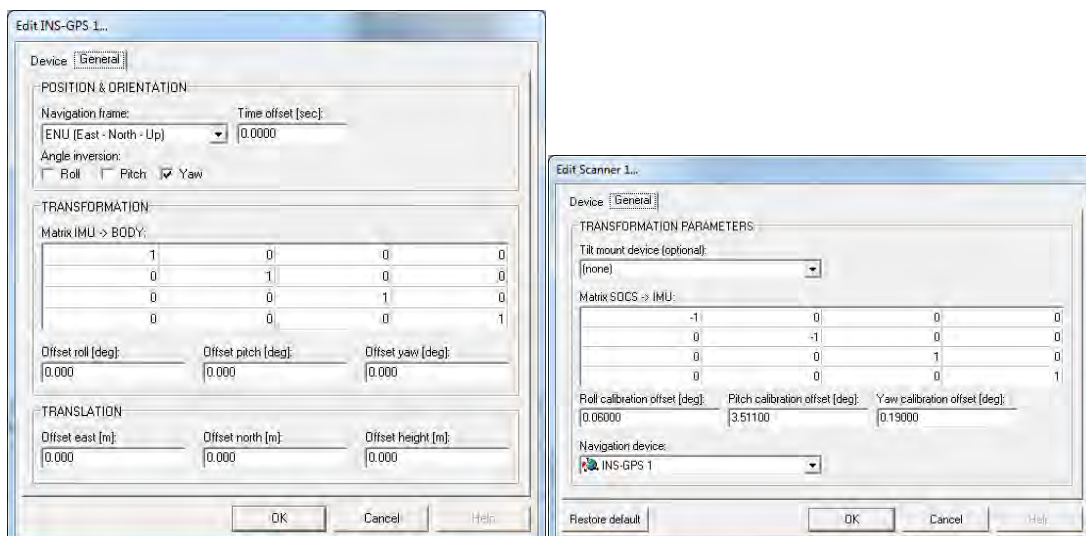 Edit INS-GPS 1...
Device General
POSITION & ORIENTATION
Navigation frame: Time offset [sec]:
ENU (East - North - Up) 0.0000
Angle inversion:
Roll Pitch Yaw
TRANSFORMATION
Matrix IMU -> BODY:
1 0 0 0
0 1 0 0
0 0 1 0
0 0 0 1
Offset roll [deg]: Offset pitch [deg]: Offset yaw [deg]:
0.000 0.000 0.000
TRANSLATION
Offset east [m]: Offset north [m]: Offset height [m]:
0.000 0.000 0.000
OK Cancel Help
Edit Scanner 1...
Device General
TRANSFORMATION PARAMETERS
Tilt mount device (optional):
(none)
Matrix SOCS -> IMU:
-1 0 0 0
0 -1 0 0
0 0 1 0
0 0 0 1
Roll calibration offset [deg]: Pitch calibration offset [deg]: Yaw calibration offset [deg]:
0.06000 3.51100 0.19000
Navigation device:
INS-GPS 1
Restore default OK Cancel Help